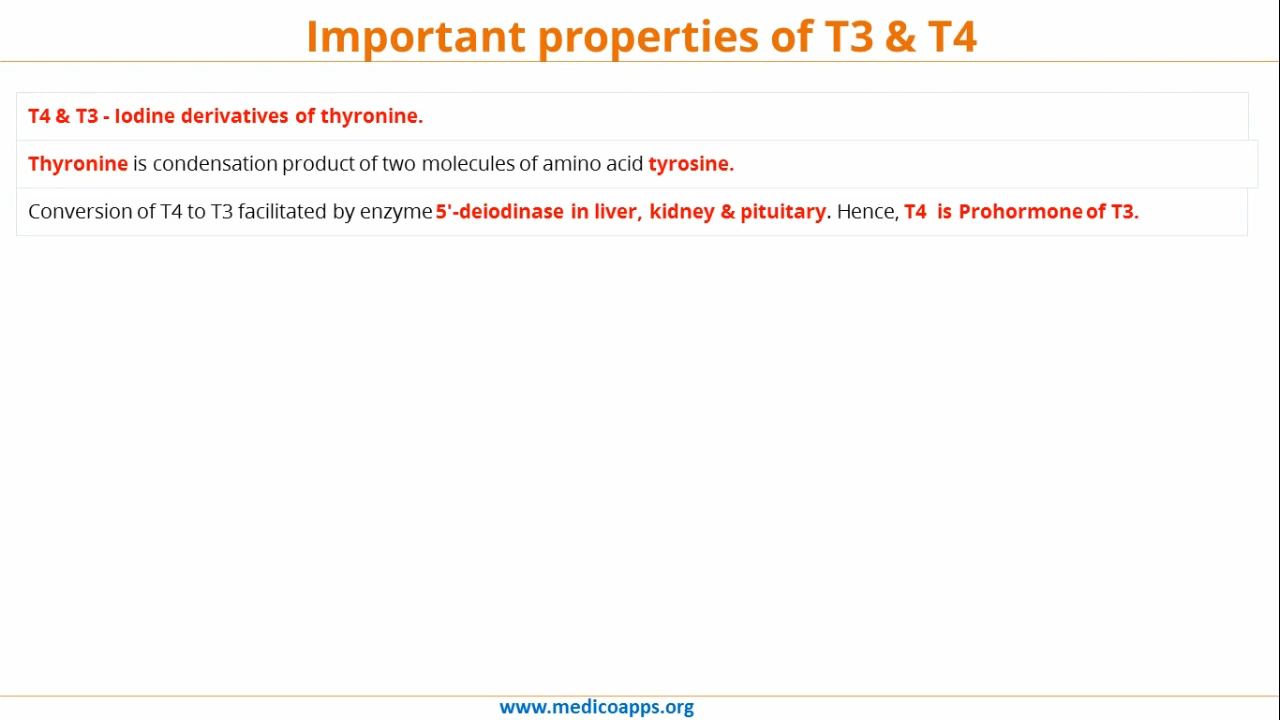 Important properties of T3 & T4
T4 & T3 - Iodine derivatives of thyronine.
Thyronine is condensation product of two molecules of amino acid tyrosine.
Conversion of T4 to T3 facilitated by enzyme 5'-deiodinase in liver, kidney & pituitary. Hence, T4 is Prohormone of T3.
www.medicoapps.org